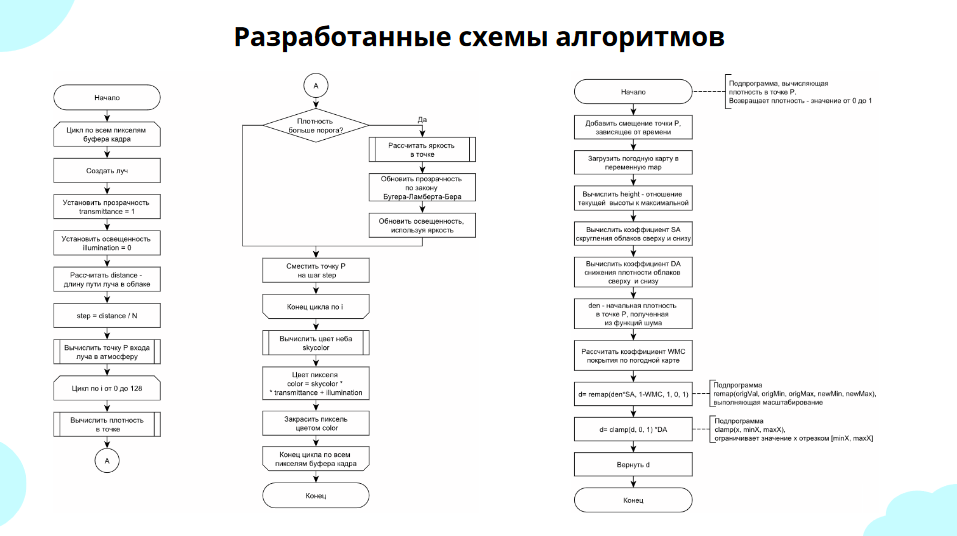 Разработанные схемы алгоритмов
Начало
Цикл по всем пикселям
буфера кадра
Создать луч
Установить прозрачность
transmittance = 1
Установить освещенность
illumination = 0
Рассчитать distance -
длину пути луча в облаке
step = distance / N
Вычислить точку P входа
луча в атмосферу
Цикл по i от 0 до 128
Вычислить плотность
в точке
A
A
Плотность
больше порога?
Да
Рассчитать яркость
в точке
Обновить прозрачность
по закону
Бугера-Ламберта-Бера
Обновить освещенность,
используя яркость
Сместить точку P
на шаг step
Конец цикла по i
Вычислить цвет неба
skycolor
Цвет пикселя
color = skycolor *
* transmittance + illumination
Закрасить пиксель
цветом color
Конец цикла по всем
пикселям буфера кадра
Конец
Начало
Подпрограмма, вычисляющая
плотность в точке P.
Возвращает плотность - значение от 0 до 1
Добавить смещение точки P,
зависящее от времени
Загрузить погодную карту в
переменную map
Вычислить height - отношение
текущей высоты к максимальной
Вычислить коэффициент SA
скругления облаков сверху и снизу
Вычислить коэффициент DA
снижения плотности облаков
сверху и снизу
den - начальная плотность
в точке P, полученная
из функций шума
Рассчитать коэффициент WMC
покрытия по погодной карте
d= remap(den*SA, 1-WMC, 1, 0, 1)
Подпрограмма
remap(origVal, origMin, origMax, newMin, newMax),
выполняющая масштабирование
d= clamp(d, 0, 1) *DA
Подпрограмма
clamp(x, minX, maxX),
ограничивает значение x отрезком [minX, maxX]
Вернуть d
Конец